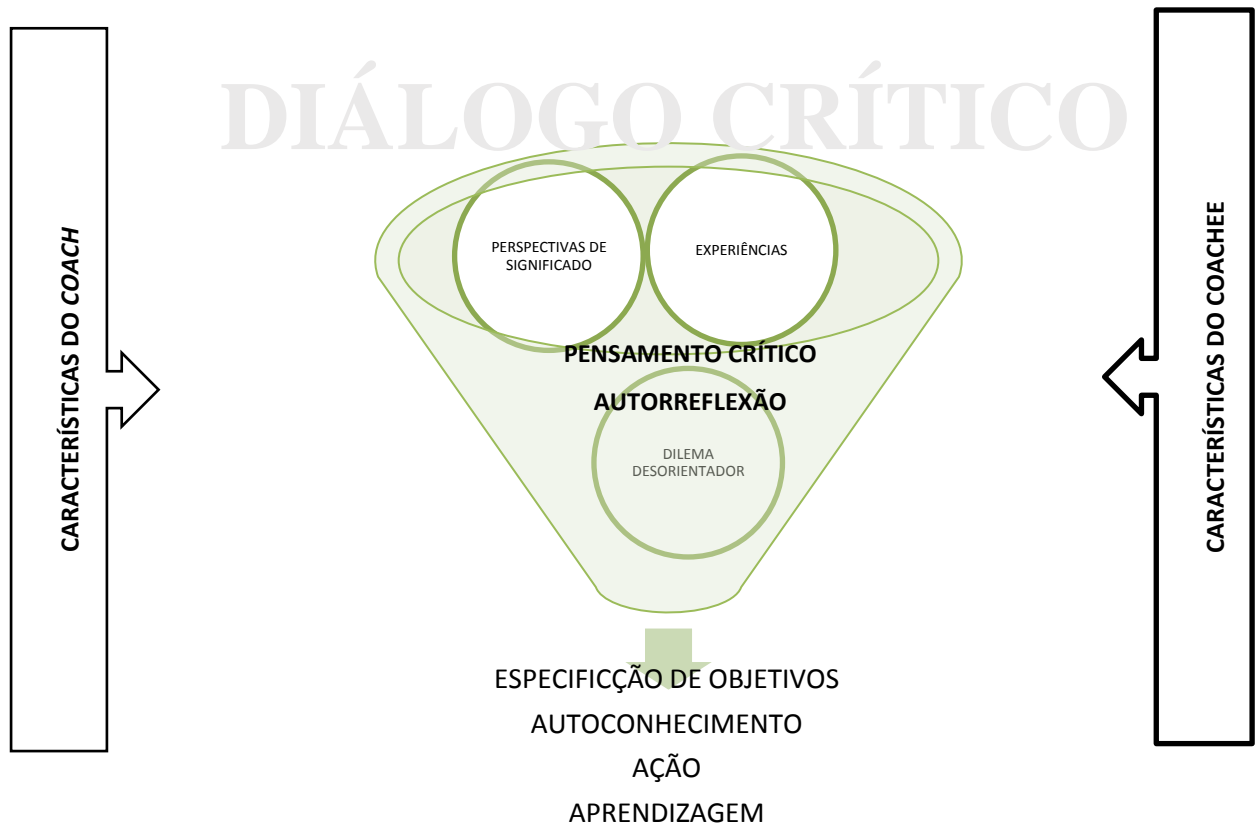 DIÁLOGO CRÍTICO
CARACTERÍSTICAS DO COACH
PERSPECTIVAS DE
SIGNIFICADO
EXPERIÊNCIAS
PENSAMENTO CRÍTICO
AUTORREFLEXÃO
DILEMA
DESORIENTADOR
CARACTERÍSTICAS DO COACHEE
ESPECIFICÇÃO DE OBJETIVOS
AUTOCONHECIMENTO
AÇÃO
APRENDIZAGEM